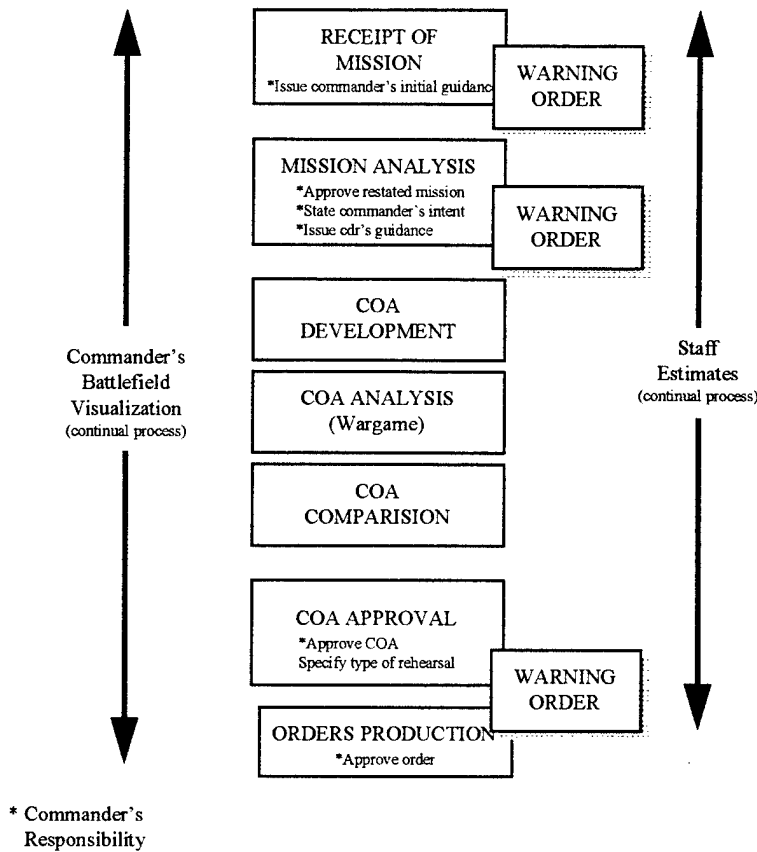 RECEIPT OF
MISSION
*Issue commander's initial guidance
WARNING
ORDER
MISSION ANALYSIS
*Approve restated mission
*State commander's intent
*Issue cdr's guidance
WARNING
ORDER
COA
DEVELOPMENT
Commander's
Battlefield
Visualization
(continual process)
Staff
Estimates
(continual process)
COA ANALYSIS
(Wargame)
COA
COMPARISION
COA APPROVAL
*Approve COA
Specify type of rehearsal
WARNING
ORDER
ORDERS PRODUCTION
*Approve order
* Commander's
Responsibility